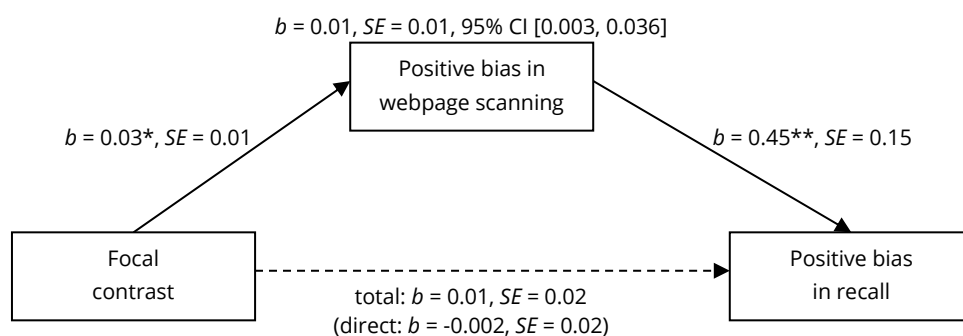 b = 0.01, SE = 0.01, 95% CI [0.003, 0.036]
Positive bias in
webpage scanning
b = 0.03*, SE = 0.01
b = 0.45**, SE = 0.15
Focal
contrast
Positive bias
in recall
total: b = 0.01, SE = 0.02
(direct: b = -0.002, SE = 0.02)